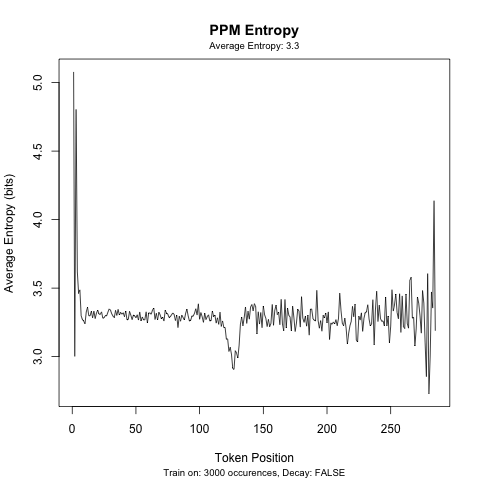 PPM Entropy
Average Entropy: 3.3
5.0
4.5
4.0
3.5
3.0
Average Entropy (bits)
0 50 100 150 200 250
Token Position
Train on: 3000 occurences, Decay: FALSE